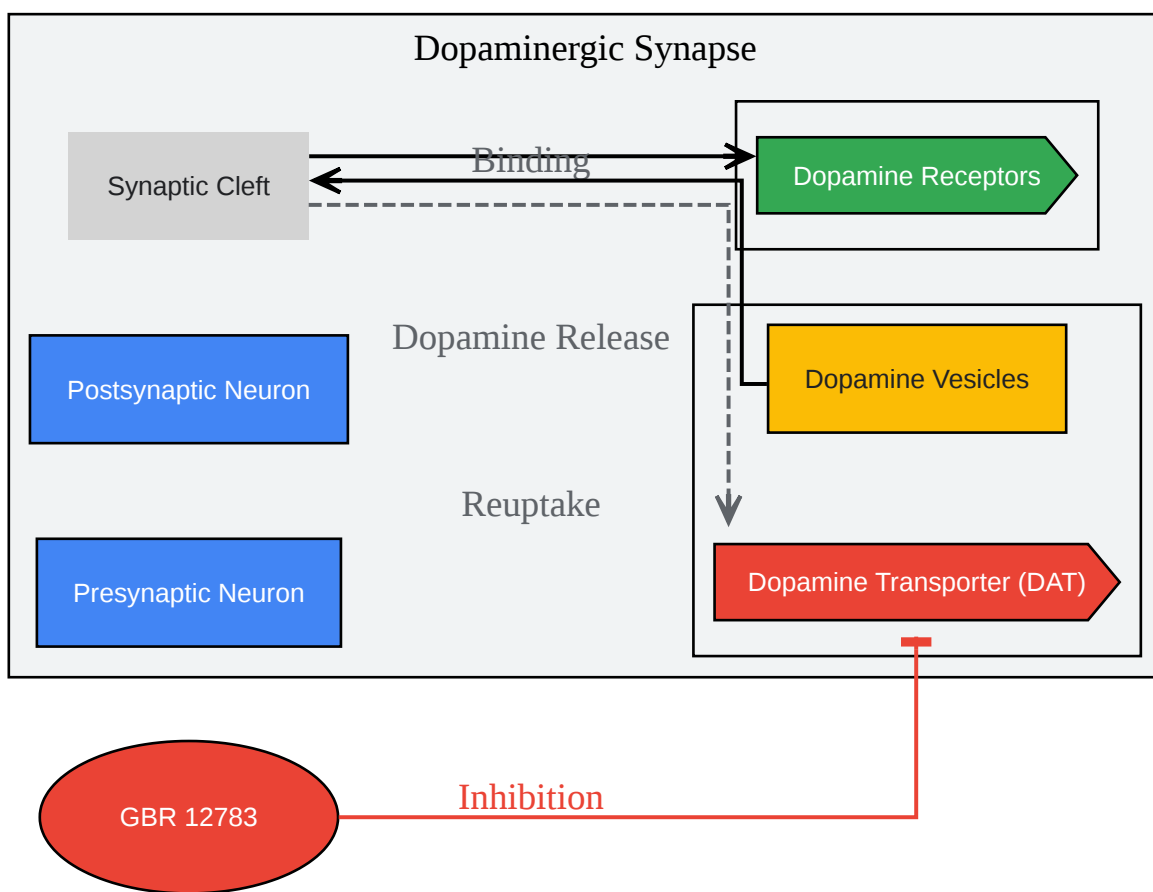 Dopaminergic Synapse
Synaptic Cleft
Binding
Dopamine Receptors
Dopamine Release
Postsynaptic Neuron
Dopamine Vesicles
Reuptake
Presynaptic Neuron
Dopamine Transporter (DAT)
GBR 12783
Inhibition